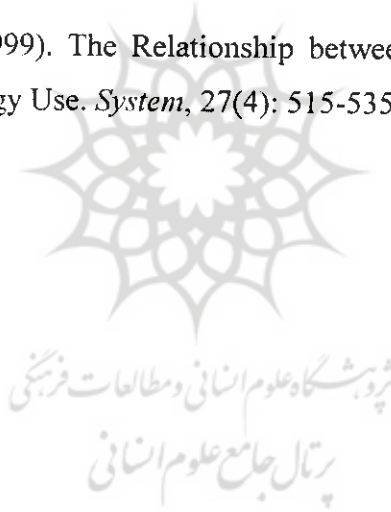 999). The Relationship betwee
gy Use. System, 27(4): 515-535
پژوهشگاه علوم انسانی و مطالعات فرهنگی
پرتال جامع علوم انسانی